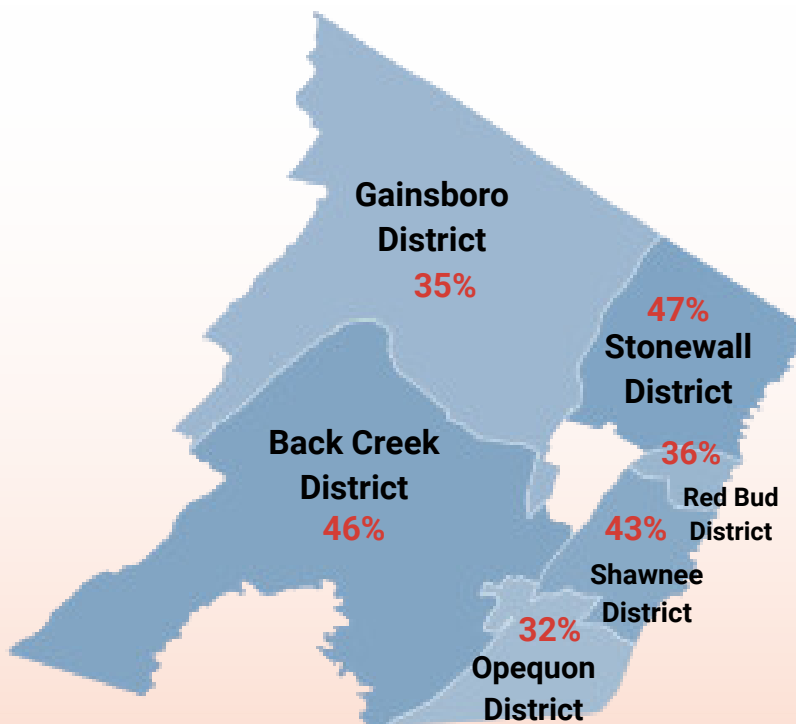 Gainsboro
District
35%
47%
Stonewall
District
Back Creek
District
46%
36%
Red Bud
District
43%
Shawnee
District
32%
Opequon
District